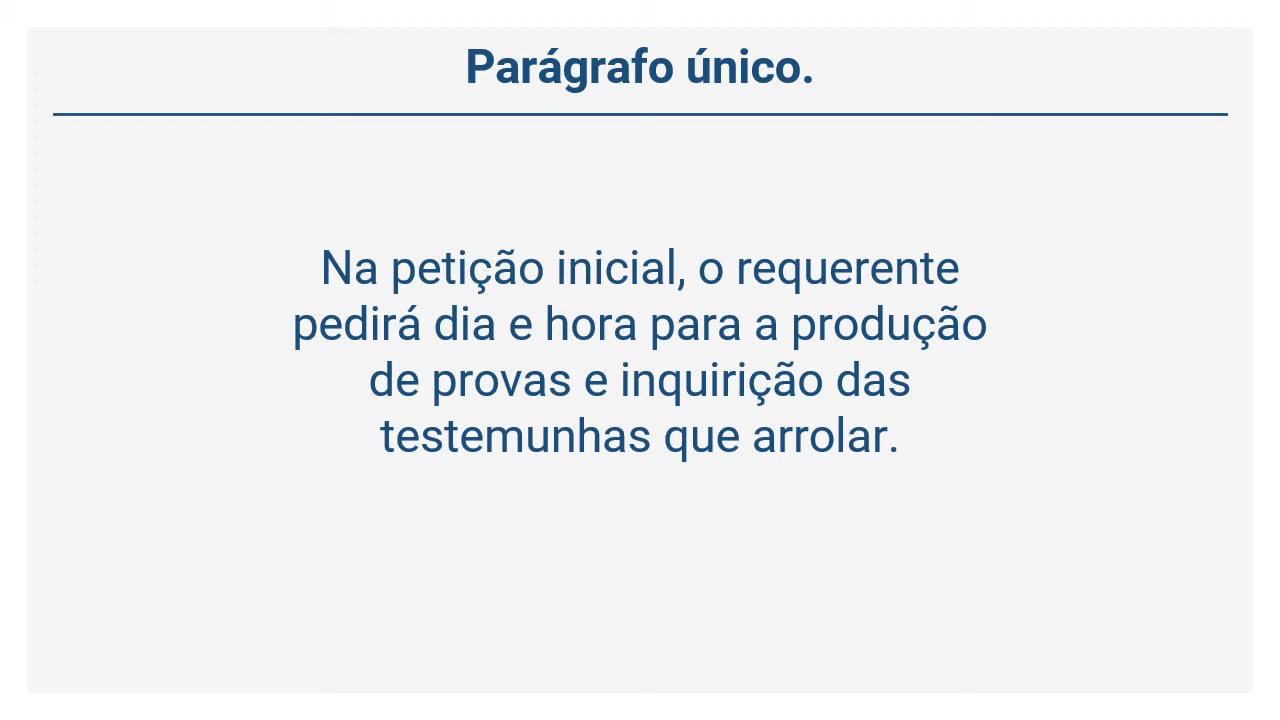 Parágrafo único.
Na petição inicial, o requerente
pedirá dia e hora para a produção
de provas e inquirição das
testemunhas que arrolar.